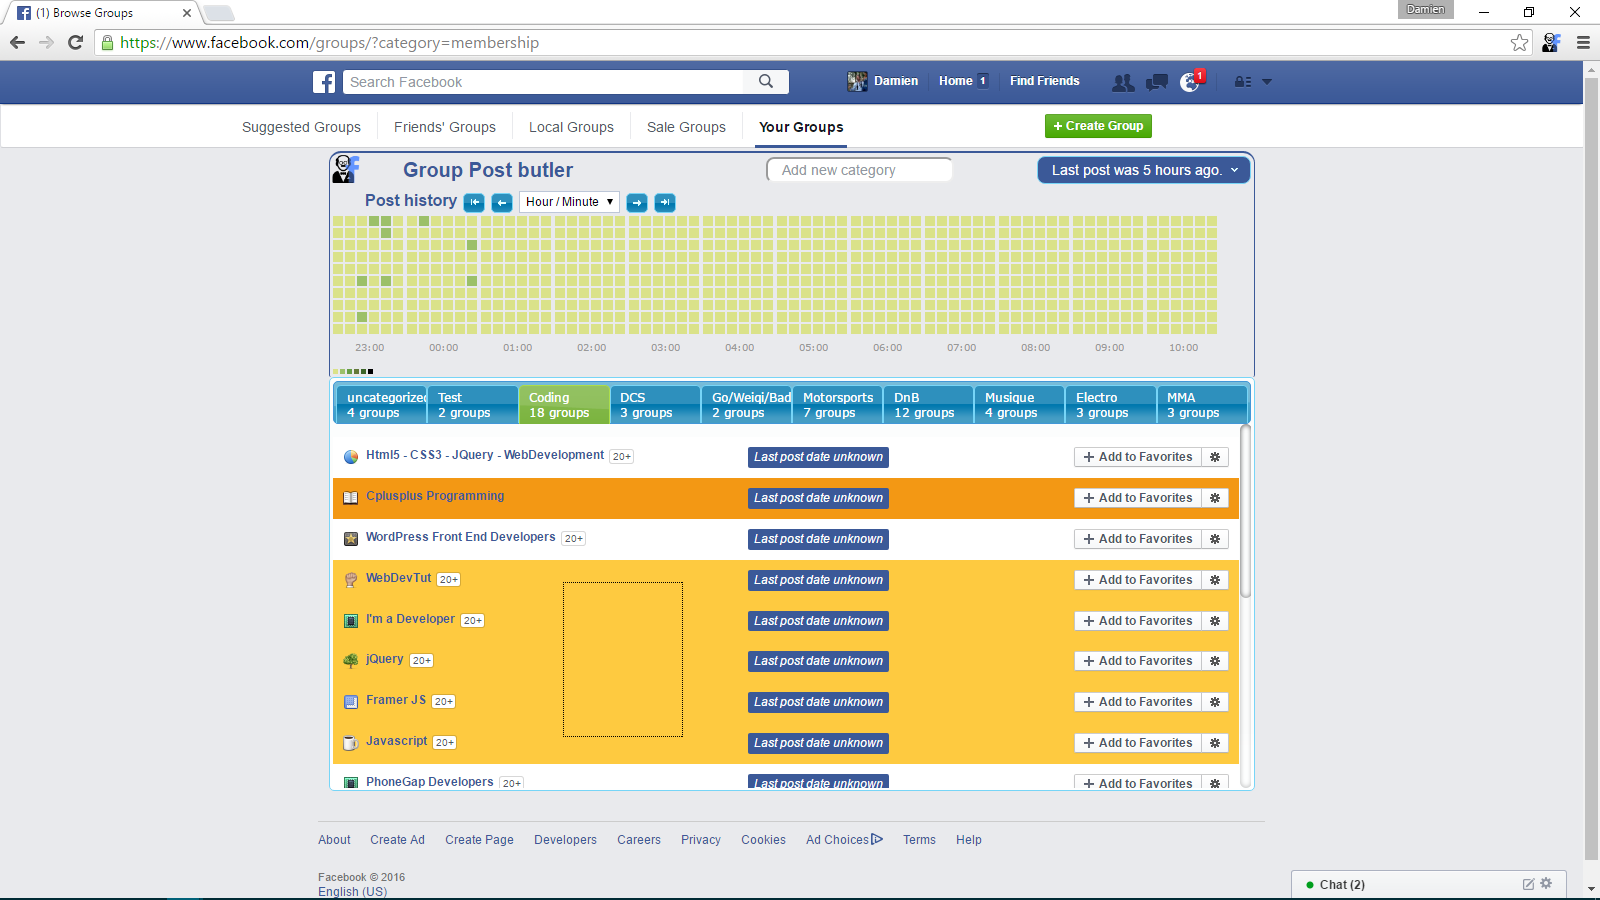 (1) Browse Groups
Damien
https://www.facebook.com/groups/?category=membership
Search Facebook
Damien
Home 1
Find Friends
1
Suggested Groups
Friends' Groups
Local Groups
Sale Groups
Your Groups
+ Create Group
Group Post butler
Add new category
Last post was 5 hours ago.
Post history
Hour / Minute
23:00 00:00 01:00 02:00 03:00 04:00 05:00 06:00 07:00 08:00 09:00 10:00
uncategorized Test Coding DCS Go/Weiqi/Bad Motorsports DnB Musique Electro MMA
4 groups 2 groups 18 groups 3 groups 2 groups 7 groups 12 groups 4 groups 3 groups 3 groups
Html5 - CSS3 - JQuery - WebDevelopment 20+ Last post date unknown + Add to Favorites
Cplusplus Programming Last post date unknown + Add to Favorites
WordPress Front End Developers 20+ Last post date unknown + Add to Favorites
WebDevTut 20+ Last post date unknown + Add to Favorites
I'm a Developer 20+ Last post date unknown + Add to Favorites
jQuery 20+ Last post date unknown + Add to Favorites
Framer JS 20+ Last post date unknown + Add to Favorites
Javascript 20+ Last post date unknown + Add to Favorites
PhoneGap Developers 20+ Last post date unknown + Add to Favorites
About Create Ad Create Page Developers Careers Privacy Cookies Ad Choices Terms Help
Facebook © 2016
English (US)
Chat (2)